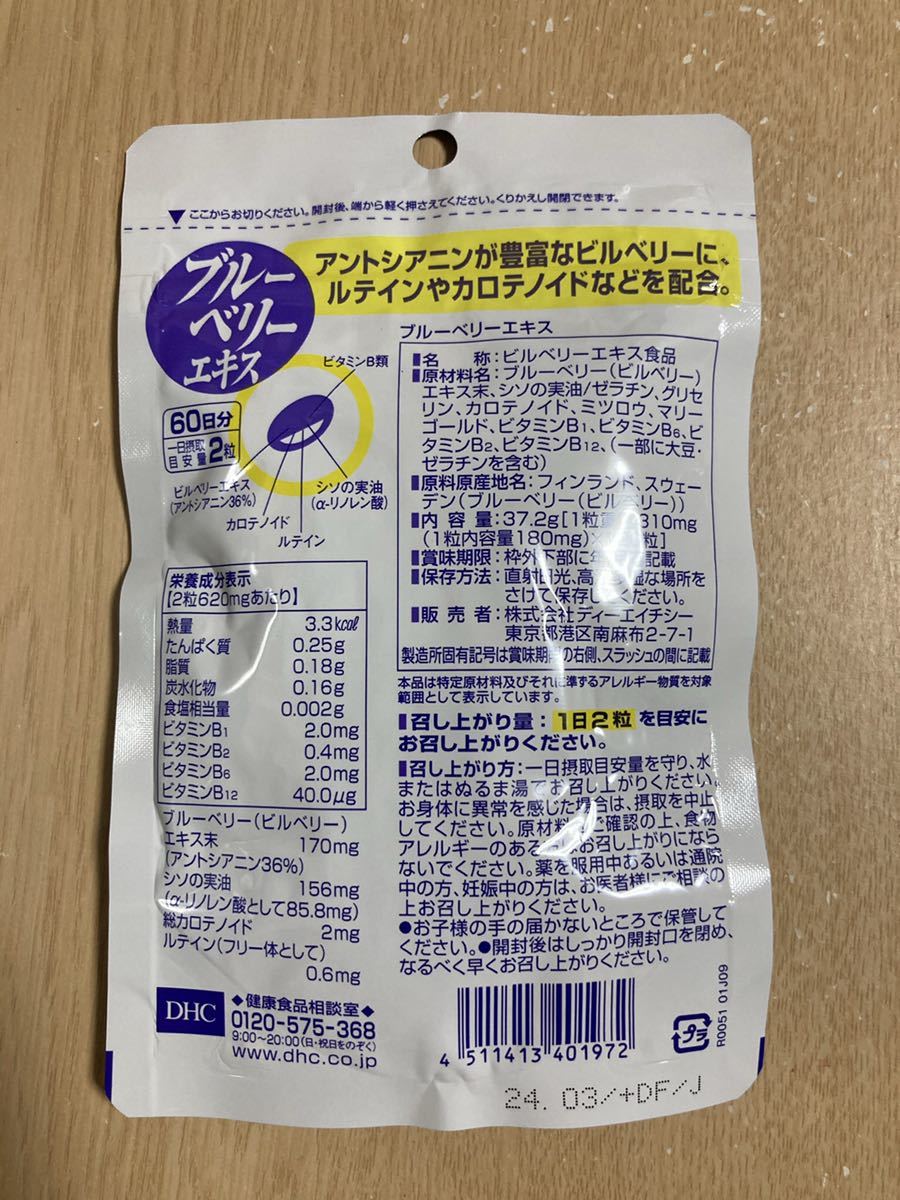 ▼ここからお切りください。開封後、端から軽く押さえてください。くりかえし開閉できます。
ブルー
ベリー
エキス
アントシアニンが豊富なビルベリーに、
ルテインやカロテノイドなどを配合。
60日分
一日摂取
目安量 2粒
ビタミンB類
ビルベリーエキス
(アントシアニン36%)
シソの実油
(α-リノレン酸)
カロテノイド
ルテイン
栄養成分表示
【2粒620mgあたり】
熱量 3.3kcal
たんぱく質 0.25g
脂質 0.18g
炭水化物 0.16g
食塩相当量 0.002g
ビタミンB1 2.0mg
ビタミンB2 0.4mg
ビタミンB6 2.0mg
ビタミンB12 40.0μg
ブルーベリー(ビルベリー)
エキス末 170mg
(アントシアニン36%)
シソの実油 156mg
(α-リノレン酸として85.8mg)
総カロテノイド 2mg
ルテイン(フリー体として)
0.6mg
DHC
◆健康食品相談室◆
0120-575-368
9:00~20:00(日・祝日をのぞく)
www.dhc.co.jp
ブルーベリーエキス
■名 称:ビルベリーエキス食品
■原材料名:ブルーベリー(ビルベリー)
エキス末、シソの実油/ゼラチン、グリセ
リン、カロテノイド、ミツロウ、マリー
ゴールド、ビタミンB1、ビタミンB6、ビ
タミンB2、ビタミンB12、(一部に大豆・
ゼラチンを含む)
■原料原産地名:フィンランド、スウェー
デン(ブルーベリー(ビルベリー))
■内 容 量:37.2g[1粒重 310mg
(1粒内容量180mg) 粒]
■賞味期限:枠外下部に年 記載
■保存方法:直射日光、高 な場所を
さけて保存し ください。
■販 売 者:株式会社ディーエイチシー
東京都港区南麻布2-7-1
製造所固有記号は賞味期限の右側、スラッシュの間に記載
本品は特定原材料及びそれに準ずるアレルギー物質を対象
範囲として表示しています。
■召し上がり量:1日2粒を目安に
お召し上がりください。
■召し上がり方:一日摂取目安量を守り、水
またはぬるま湯でお召し上がりください。
お身体に異常を感じた場合は、摂取を中止
してください。原材料 ご確認の上、食物
アレルギーのある はお召し上がりになら
ないでください。薬を服用中あるいは通院
中の方、妊娠中の方は、お医者様にご相談の
上お召し上がりください。
●お子様の手の届かないところで保管して
ください。●開封後はしっかり開封口を閉め、
なるべく早くお召し上がりください。
4 511413 401972
プラ
R0051 01J09
24. 03/+DF/J